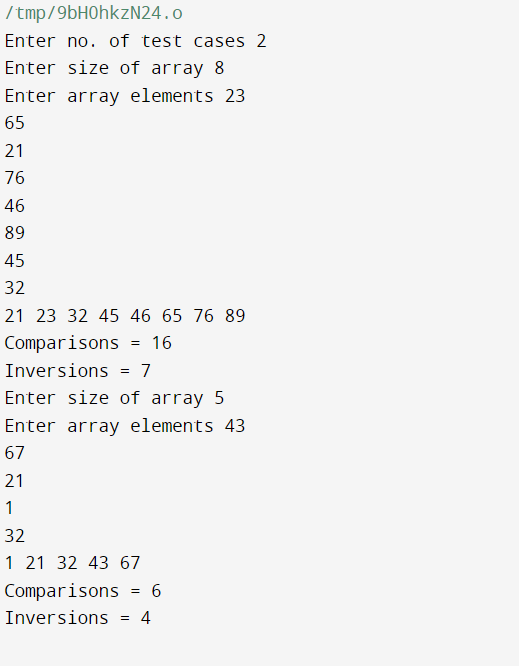 /tmp/9bHOhkzN24.o
Enter no. of test cases 2
Enter size of array 8
Enter array elements 23
65
21
76
46
89
45
32
21 23 32 45 46 65 76 89
Comparisons = 16
Inversions = 7
Enter size of array 5
Enter array elements 43
67
21
1
32
1 21 32 43 67
Comparisons = 6
Inversions = 4